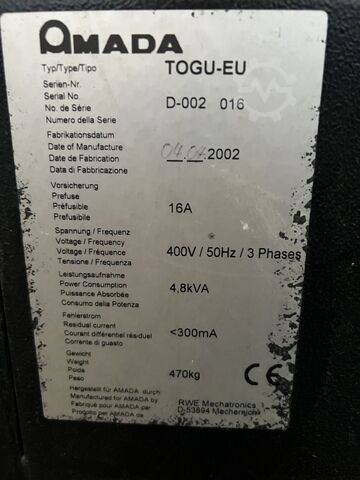 AMADA
Typ/Type/Tipo TOGU-EU
Serien-Nr.
Serial No. D-002 016
No. de Série
Numero della Serie
Fabrikationsdatum
Date of Manufacture 04.04.2002
Date de Fabrication
Data di Fabbricazione
Vorsicherung
Prefuse 16A
Préfusible
Prefusibile
Spannung / Frequenz
Voltage / Frequency 400V / 50Hz / 3 Phases
Voltage / Fréquence
Tensione / Frequenza
Leistungsaufnahme
Power Consumption 4,8kVA
Puissance Absorbée
Consumo della Potenza
Fehlerstrom
Residual current <300mA
Courant différentiel résiduel
Corrente di guasto
Gewicht
Weight 470kg
Poids
Peso CE
Hergestellt für AMADA durch
Manufactured for AMADA by RWE Mechatronics
Fabriqué pour AMADA par D-53894 Mechernich
Prodotto per AMADA da